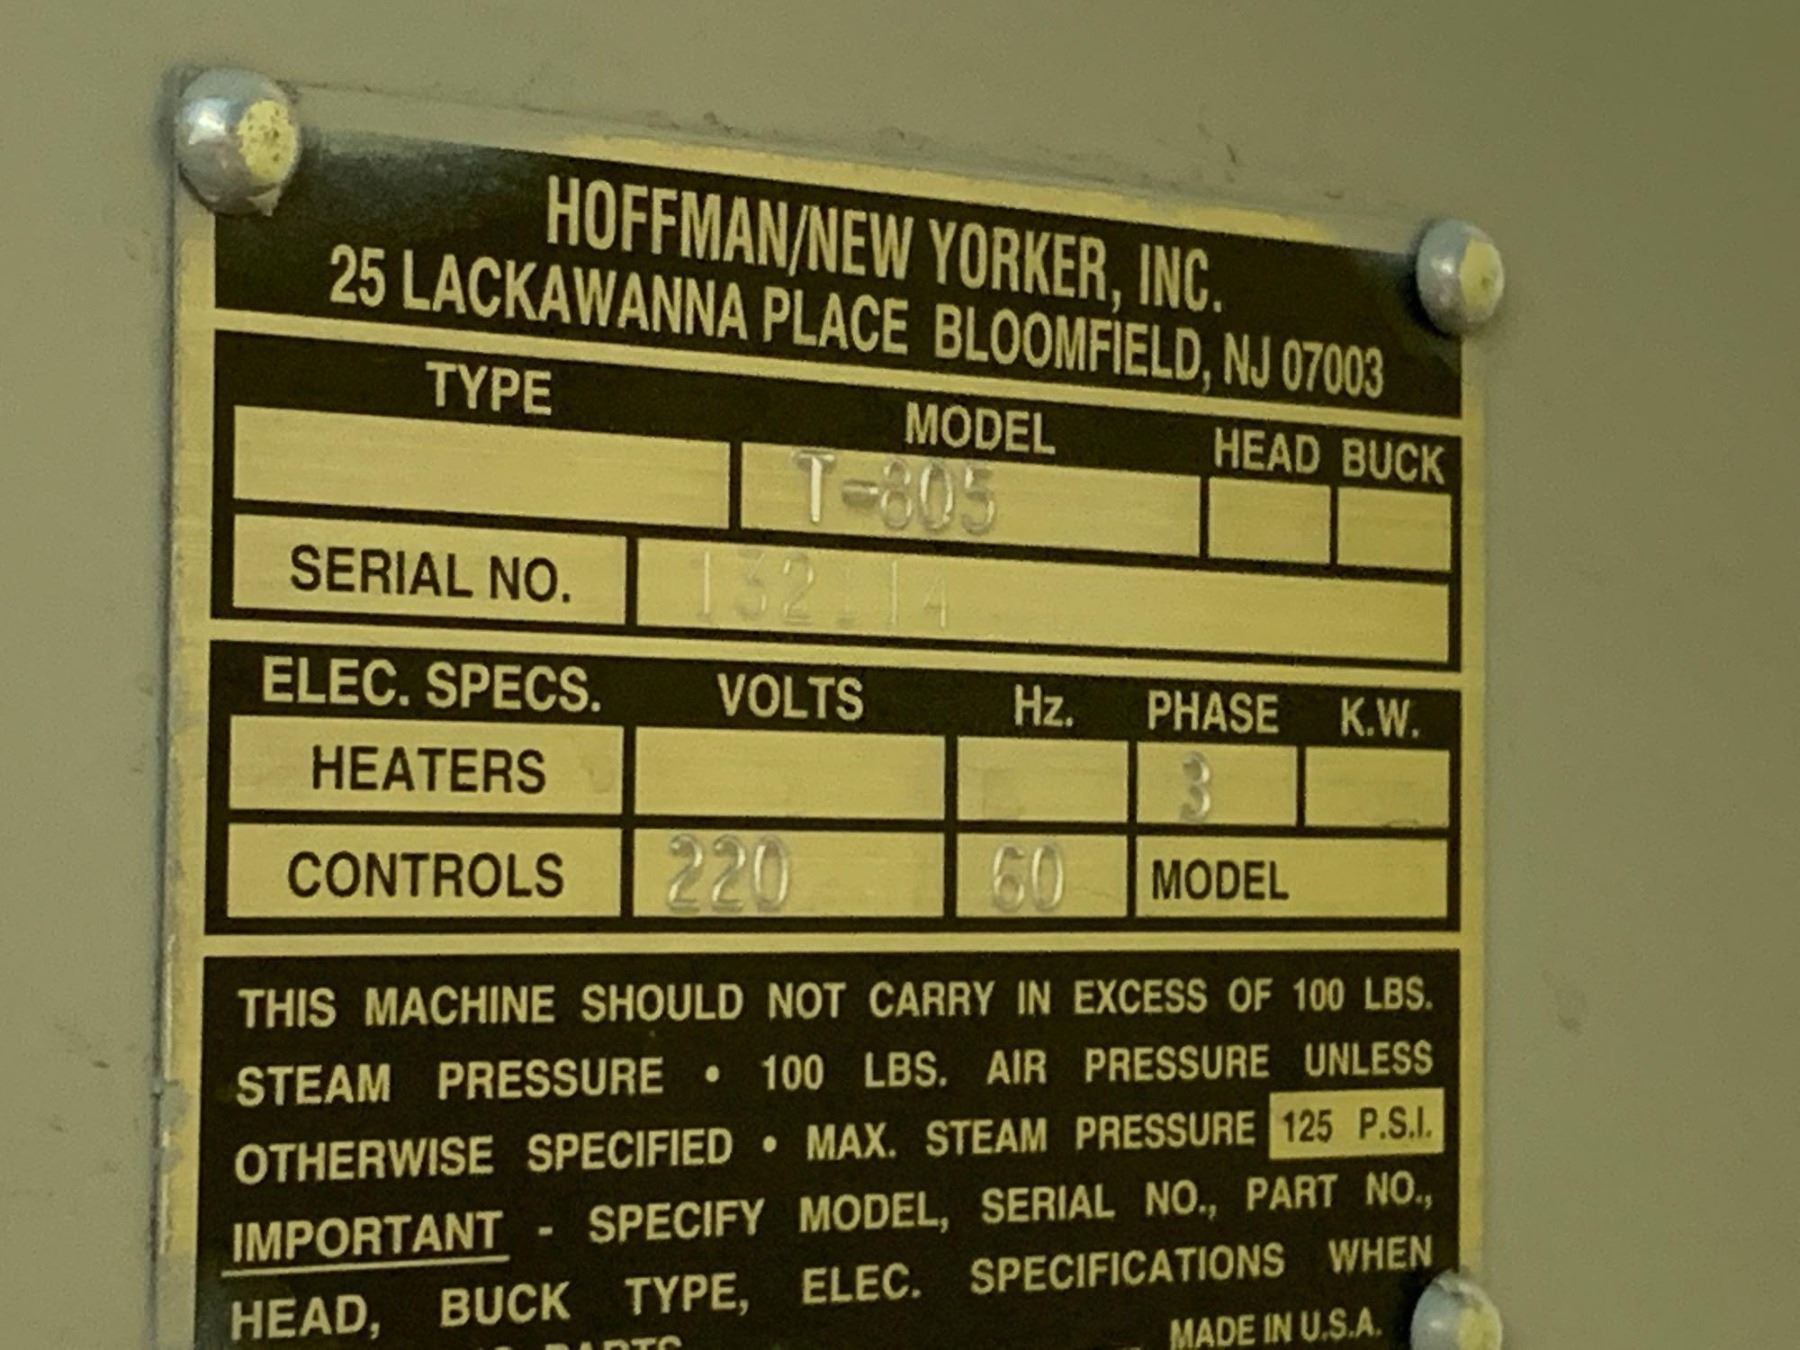 HOFFMAN/NEW YORKER, INC.
25 LACKAWANNA PLACE BLOOMFIELD, NJ 07003
TYPE MODEL HEAD BUCK
T-805
SERIAL NO. 132114
ELEC. SPECS. VOLTS Hz. PHASE K.W.
HEATERS 3
CONTROLS 220 60 MODEL
THIS MACHINE SHOULD NOT CARRY IN EXCESS OF 100 LBS.
STEAM PRESSURE • 100 LBS. AIR PRESSURE UNLESS
OTHERWISE SPECIFIED • MAX. STEAM PRESSURE 125 P.S.I.
IMPORTANT - SPECIFY MODEL, SERIAL NO., PART NO.,
HEAD, BUCK TYPE, ELEC. SPECIFICATIONS WHEN
PARTS
MADE IN U.S.A.